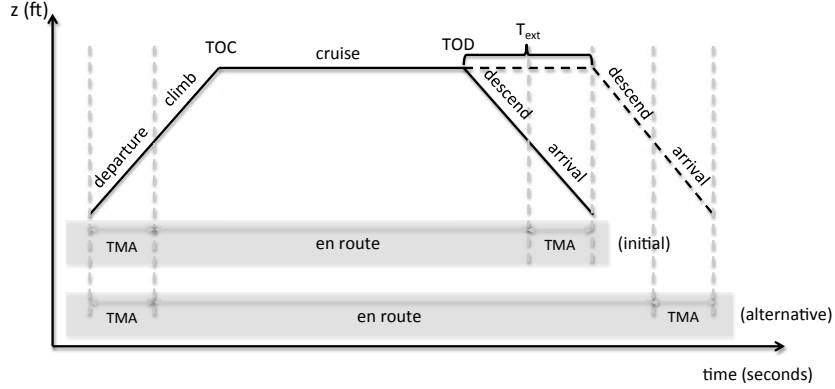 z (ft)
TOC
cruise
TOD
T_ext
departure
climb
descend
arrival
descend
arrival
TMA
en route
TMA
(initial)
TMA
en route
TMA
(alternative)
time (seconds)